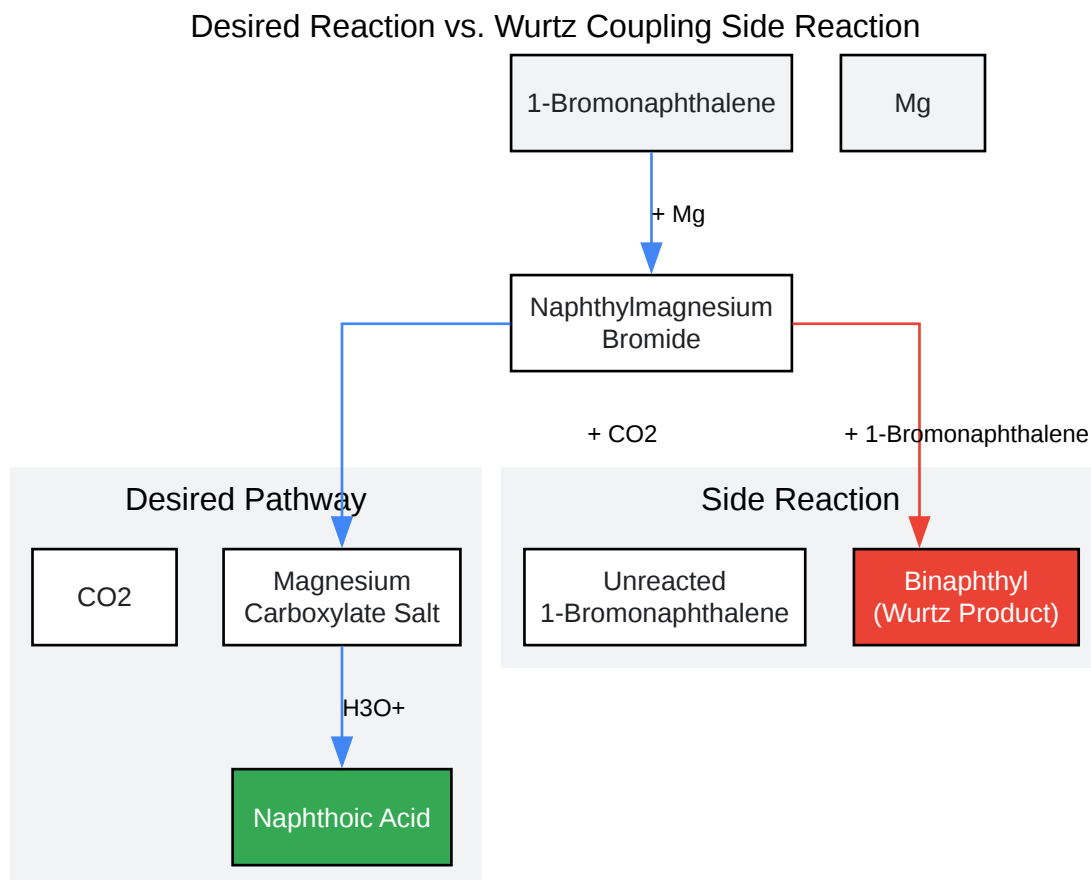 Desired Reaction vs. Wurtz Coupling Side Reaction
1-Bromonaphthalene
Mg
+ Mg
Naphthylmagnesium
Bromide
+ CO2
+ 1-Bromonaphthalene
Desired Pathway
Side Reaction
CO2
Magnesium
Carboxylate Salt
Unreacted
1-Bromonaphthalene
Binaphthyl
(Wurtz Product)
H3O+
Naphthoic Acid